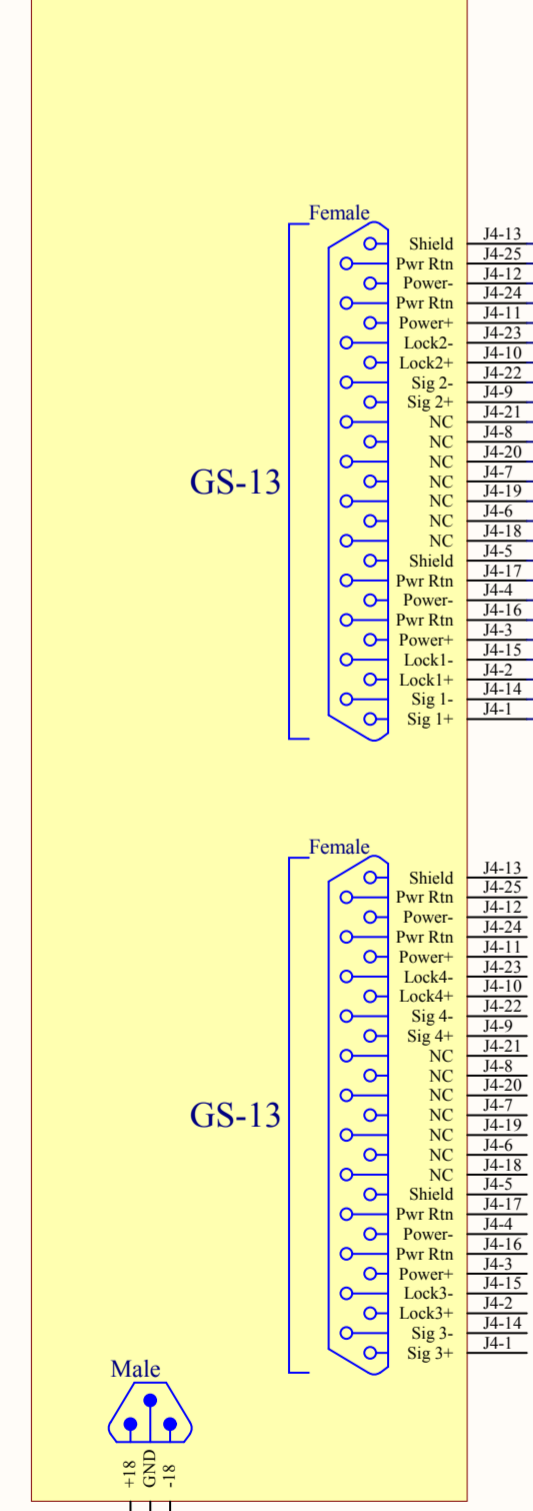 Female
Shield J4-13
Pwr Rtn J4-25
Power- J4-12
Pwr Rtn J4-24
Power+ J4-11
Lock2- J4-23
Lock2+ J4-10
Sig 2- J4-22
Sig 2+ J4-9
NC J4-21
NC J4-8
NC J4-20
GS-13
NC J4-7
NC J4-19
NC J4-6
NC J4-18
Shield J4-5
Pwr Rtn J4-17
Power- J4-4
Pwr Rtn J4-16
Power+ J4-3
Lock1- J4-15
Lock1+ J4-2
Sig 1- J4-14
Sig 1+ J4-1
Female
Shield J4-13
Pwr Rtn J4-25
Power- J4-12
Pwr Rtn J4-24
Power+ J4-11
Lock4- J4-23
Lock4+ J4-10
Sig 4- J4-22
Sig 4+ J4-9
NC J4-21
NC J4-8
NC J4-20
GS-13
NC J4-7
NC J4-19
NC J4-6
NC J4-18
Shield J4-5
Pwr Rtn J4-17
Power- J4-4
Pwr Rtn J4-16
Power+ J4-3
Lock3- J4-15
Lock3+ J4-2
Sig 3- J4-14
Sig 3+ J4-1
Male
+18
GND
-18